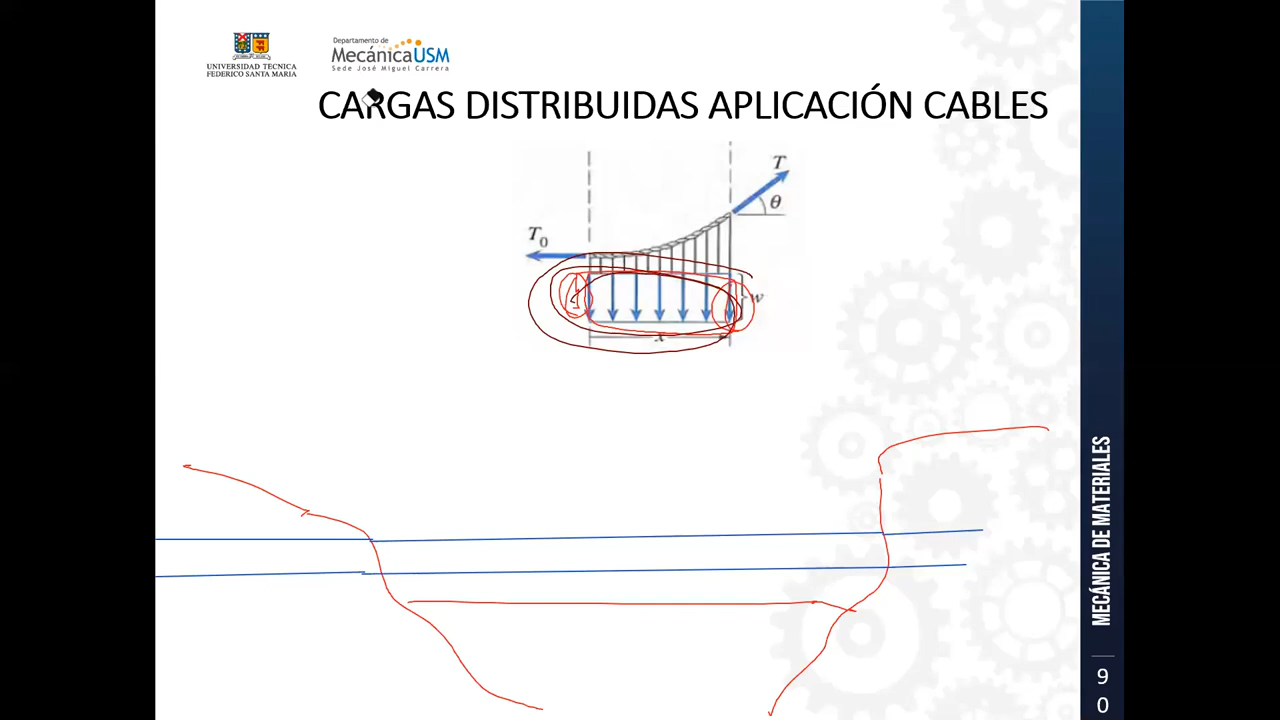 UNIVERSIDAD TECNICA
FEDERICO SANTA MARIA
Departamento de
MecánicaUSM
Sede José Miguel Carrera
CARGAS DISTRIBUIDAS APLICACIÓN CABLES
T
θ
T0
w
x
MECÁNICA DE MATERIALES
9
0